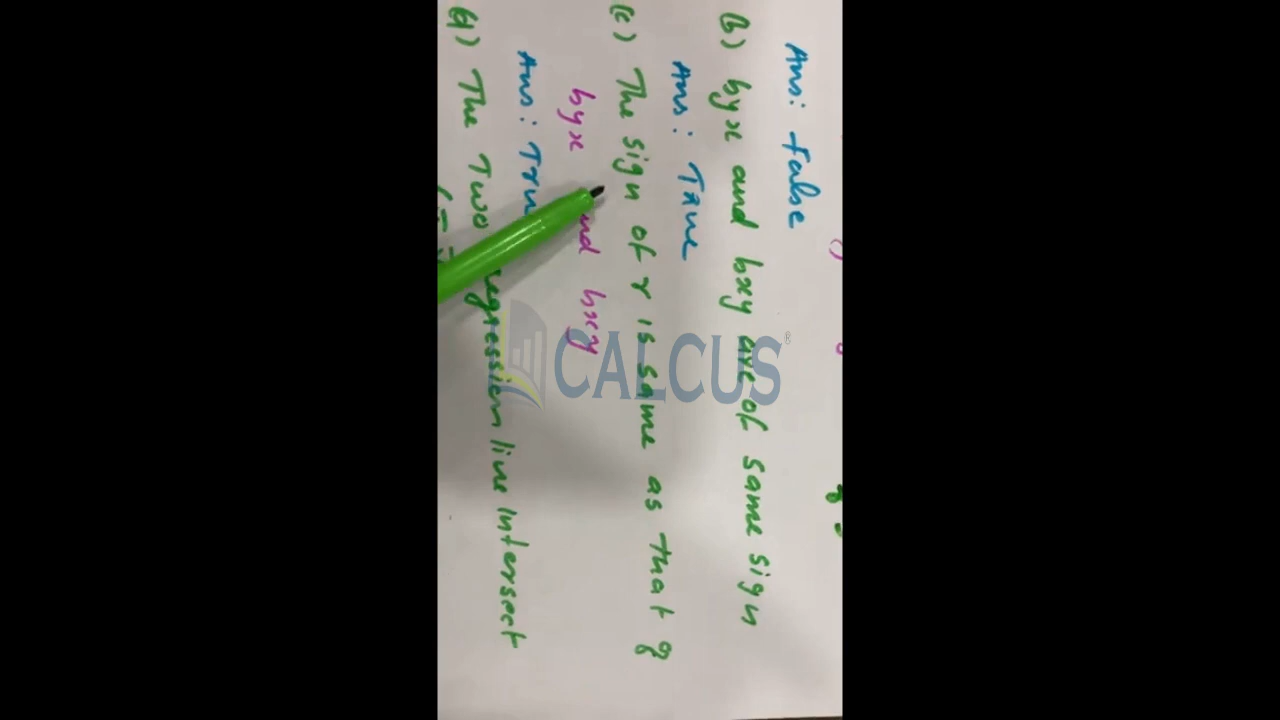 Ans: False
(b) byx and bxy are of same sign
Ans: True
(c) The sign of r is same as that of
byx and bxy
Ans: True
(d) The Two regression line Intersect
CALCUS